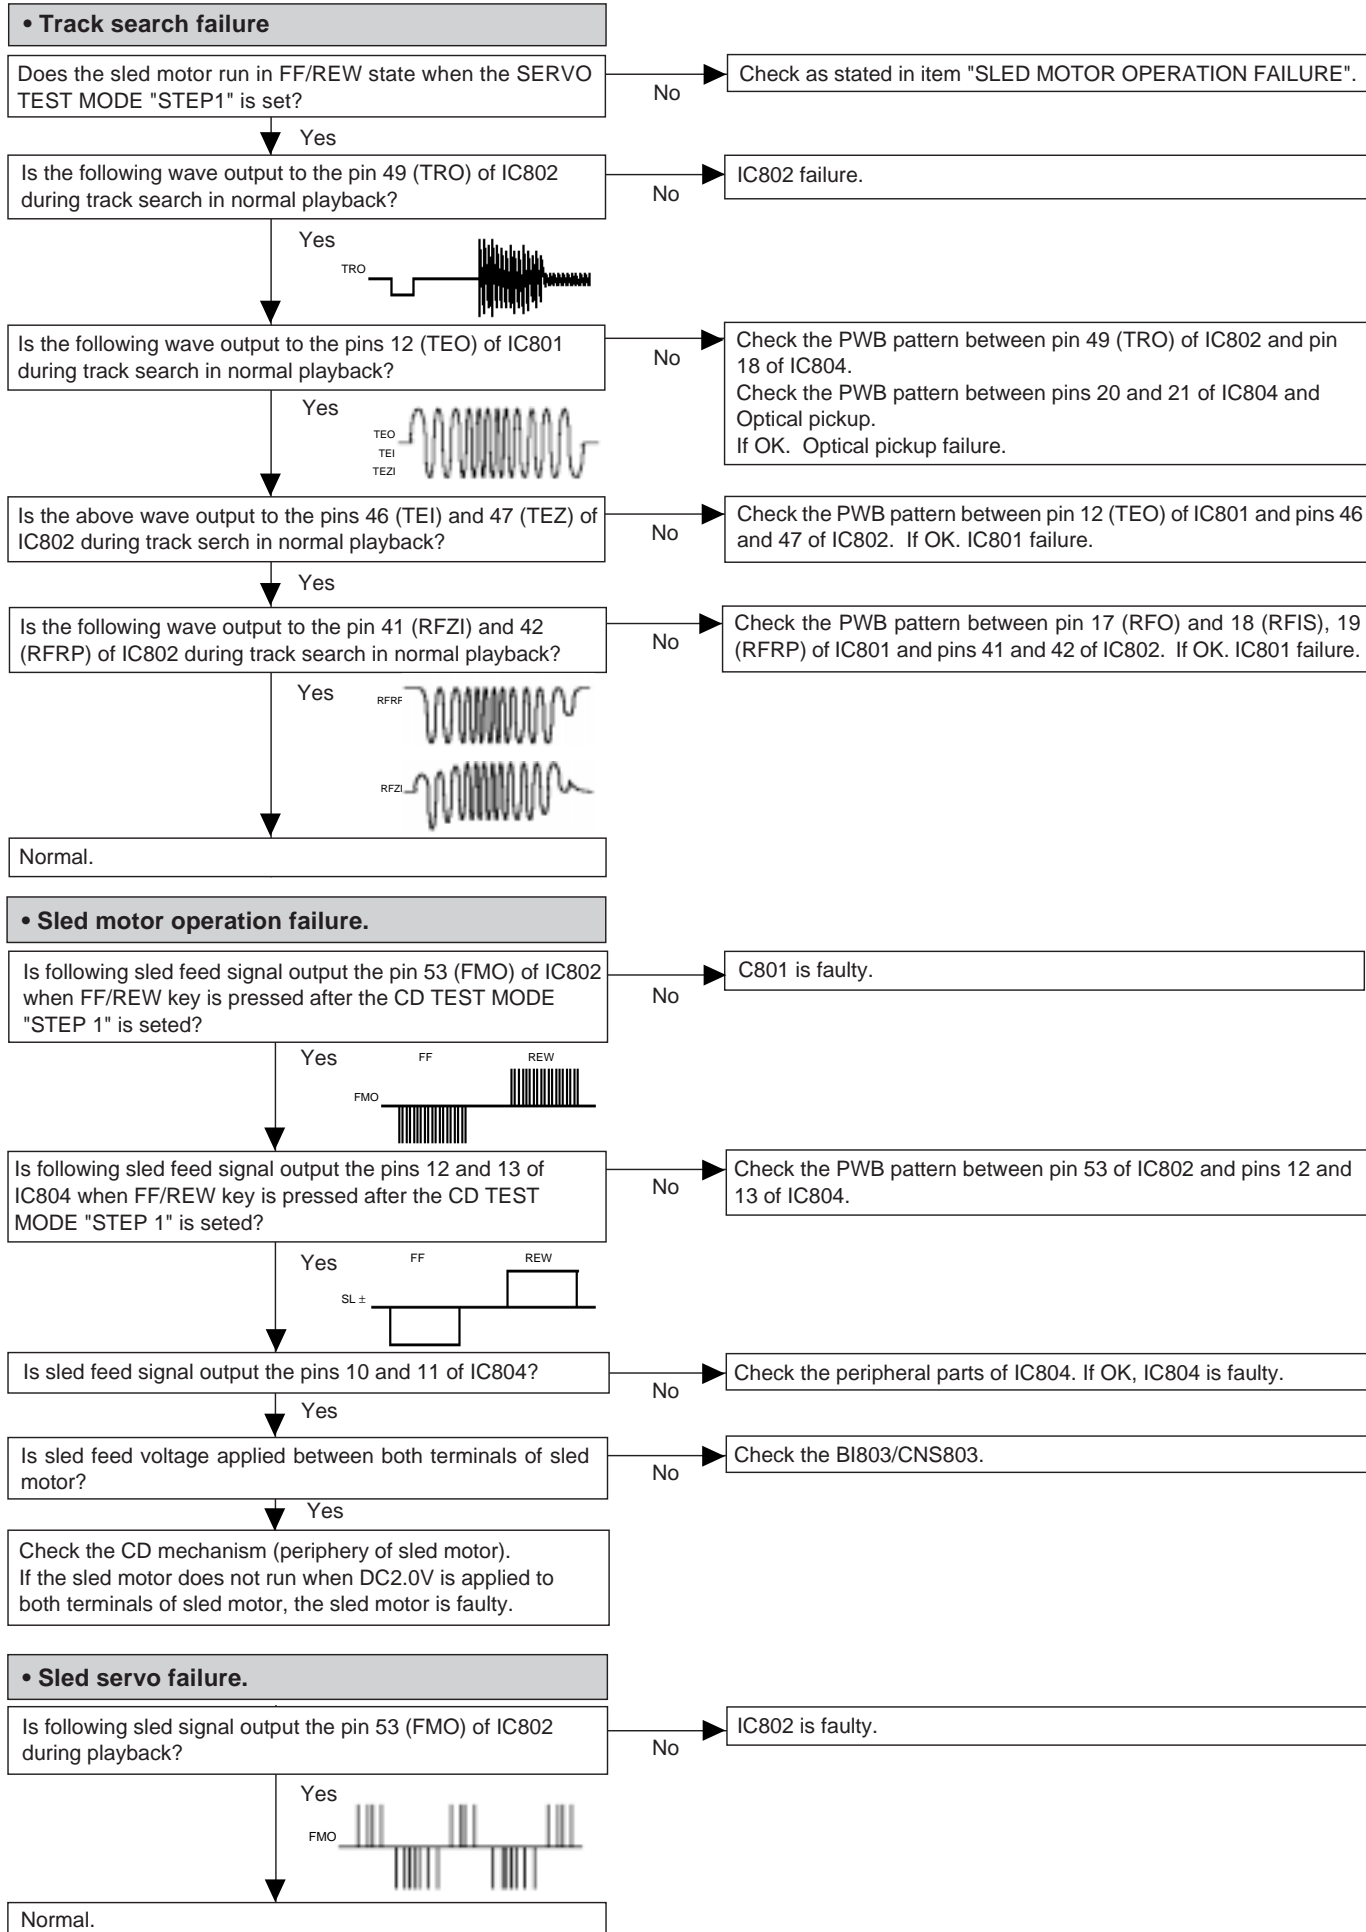 • Track search failure
Does the sled motor run in FF/REW state when the SERVO
TEST MODE "STEP1" is set?
No
Check as stated in item "SLED MOTOR OPERATION FAILURE".
Yes
Is the following wave output to the pin 49 (TRO) of IC802
during track search in normal playback?
No
IC802 failure.
Yes
TRO
Is the following wave output to the pins 12 (TEO) of IC801
during track search in normal playback?
No
Check the PWB pattern between pin 49 (TRO) of IC802 and pin
18 of IC804.
Check the PWB pattern between pins 20 and 21 of IC804 and
Optical pickup.
If OK. Optical pickup failure.
Yes
TEO
TEI
TEZI
Is the above wave output to the pins 46 (TEI) and 47 (TEZ) of
IC802 during track serch in normal playback?
No
Check the PWB pattern between pin 12 (TEO) of IC801 and pins 46
and 47 of IC802. If OK. IC801 failure.
Yes
Is the following wave output to the pin 41 (RFZI) and 42
(RFRP) of IC802 during track search in normal playback?
No
Check the PWB pattern between pin 17 (RFO) and 18 (RFIS), 19
(RFRP) of IC801 and pins 41 and 42 of IC802. If OK. IC801 failure.
Yes
RFRP
RFZI
Normal.
• Sled motor operation failure.
Is following sled feed signal output the pin 53 (FMO) of IC802
when FF/REW key is pressed after the CD TEST MODE
"STEP 1" is seted?
No
C801 is faulty.
Yes
FF
REW
FMO
Is following sled feed signal output the pins 12 and 13 of
IC804 when FF/REW key is pressed after the CD TEST
MODE "STEP 1" is seted?
No
Check the PWB pattern between pin 53 of IC802 and pins 12 and
13 of IC804.
Yes
FF
REW
SL ±
Is sled feed signal output the pins 10 and 11 of IC804?
No
Check the peripheral parts of IC804. If OK, IC804 is faulty.
Yes
Is sled feed voltage applied between both terminals of sled
motor?
No
Check the BI803/CNS803.
Yes
Check the CD mechanism (periphery of sled motor).
If the sled motor does not run when DC2.0V is applied to
both terminals of sled motor, the sled motor is faulty.
• Sled servo failure.
Is following sled signal output the pin 53 (FMO) of IC802
during playback?
No
IC802 is faulty.
Yes
FMO
Normal.